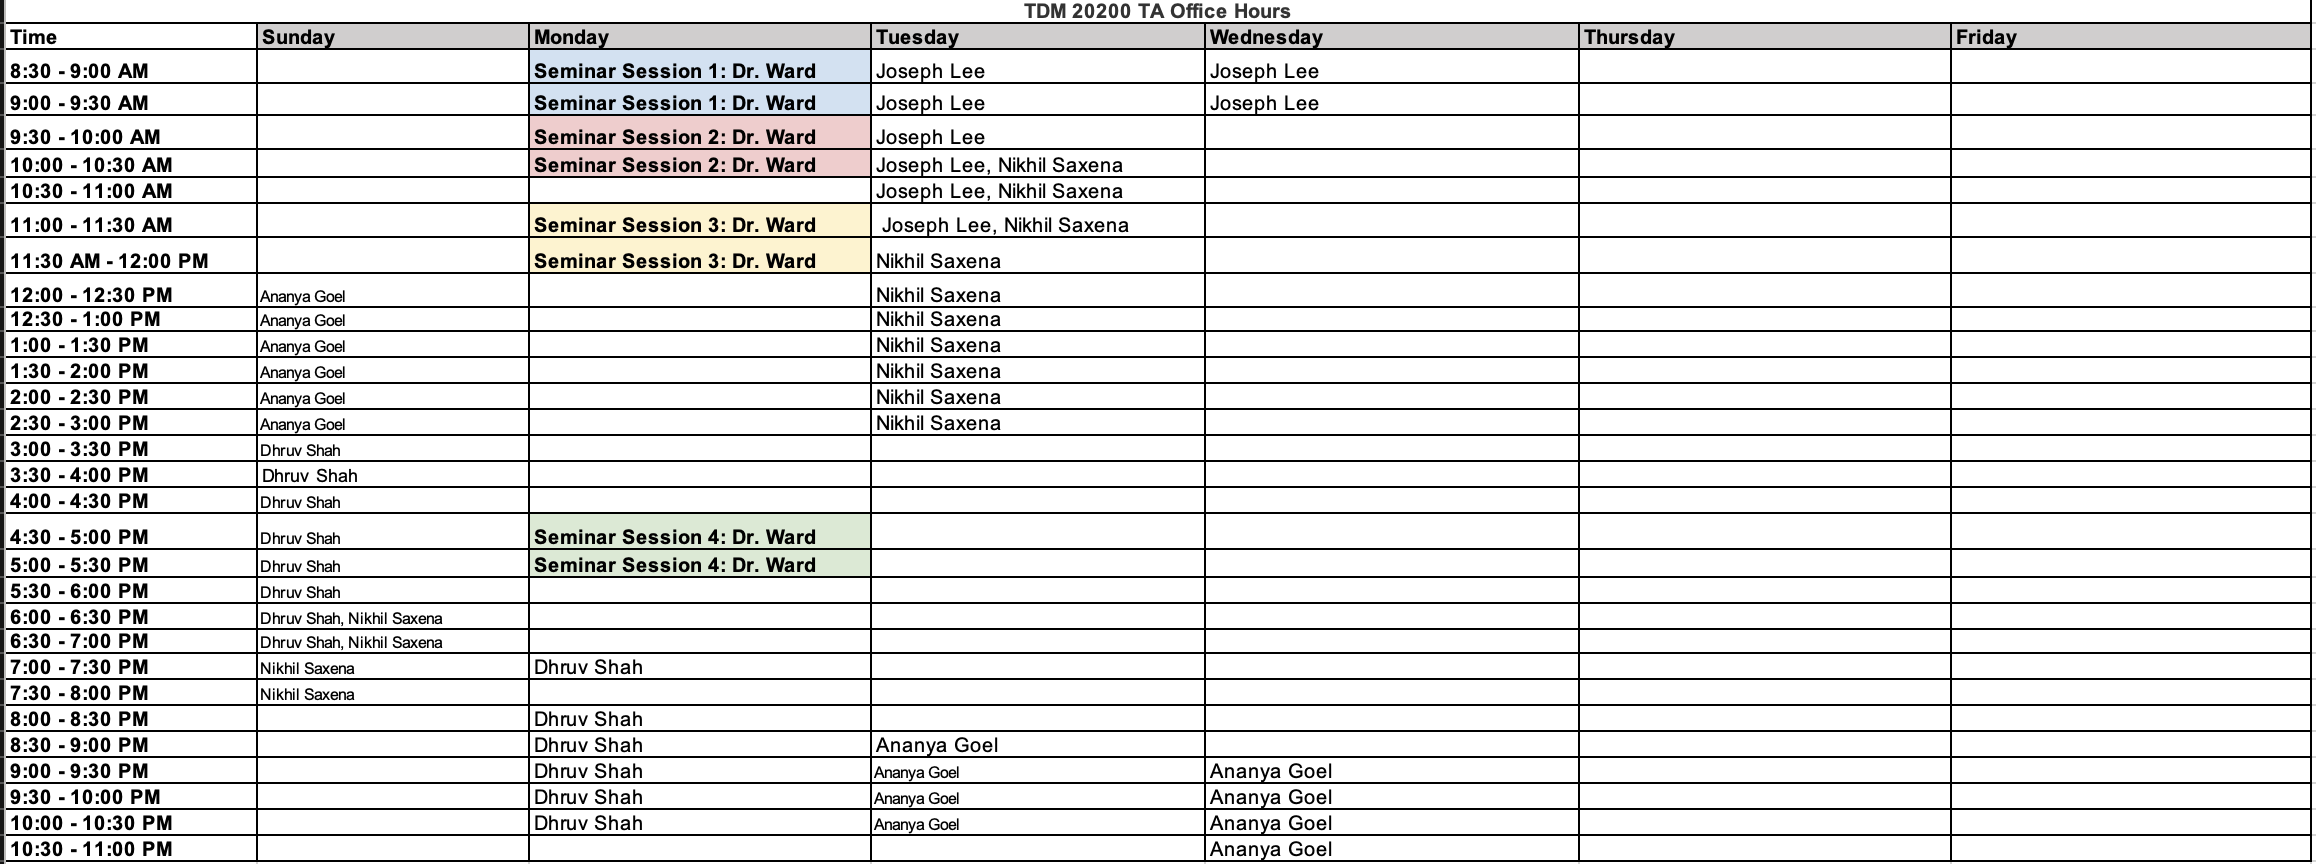 TDM 20200 TA Office Hours
Time Sunday Monday Tuesday Wednesday Thursday Friday
8:30 - 9:00 AM Seminar Session 1: Dr. Ward Joseph Lee Joseph Lee
9:00 - 9:30 AM Seminar Session 1: Dr. Ward Joseph Lee Joseph Lee
9:30 - 10:00 AM Seminar Session 2: Dr. Ward Joseph Lee
10:00 - 10:30 AM Seminar Session 2: Dr. Ward Joseph Lee, Nikhil Saxena
10:30 - 11:00 AM Joseph Lee, Nikhil Saxena
11:00 - 11:30 AM Seminar Session 3: Dr. Ward Joseph Lee, Nikhil Saxena
11:30 AM - 12:00 PM Seminar Session 3: Dr. Ward Nikhil Saxena
12:00 - 12:30 PM Ananya Goel Nikhil Saxena
12:30 - 1:00 PM Ananya Goel Nikhil Saxena
1:00 - 1:30 PM Ananya Goel Nikhil Saxena
1:30 - 2:00 PM Ananya Goel Nikhil Saxena
2:00 - 2:30 PM Ananya Goel Nikhil Saxena
2:30 - 3:00 PM Ananya Goel Nikhil Saxena
3:00 - 3:30 PM Dhruv Shah
3:30 - 4:00 PM Dhruv Shah
4:00 - 4:30 PM Dhruv Shah
4:30 - 5:00 PM Dhruv Shah Seminar Session 4: Dr. Ward
5:00 - 5:30 PM Dhruv Shah Seminar Session 4: Dr. Ward
5:30 - 6:00 PM Dhruv Shah
6:00 - 6:30 PM Dhruv Shah, Nikhil Saxena
6:30 - 7:00 PM Dhruv Shah, Nikhil Saxena
7:00 - 7:30 PM Nikhil Saxena Dhruv Shah
7:30 - 8:00 PM Nikhil Saxena
8:00 - 8:30 PM Dhruv Shah
8:30 - 9:00 PM Dhruv Shah Ananya Goel
9:00 - 9:30 PM Dhruv Shah Ananya Goel Ananya Goel
9:30 - 10:00 PM Dhruv Shah Ananya Goel Ananya Goel
10:00 - 10:30 PM Dhruv Shah Ananya Goel Ananya Goel
10:30 - 11:00 PM Ananya Goel